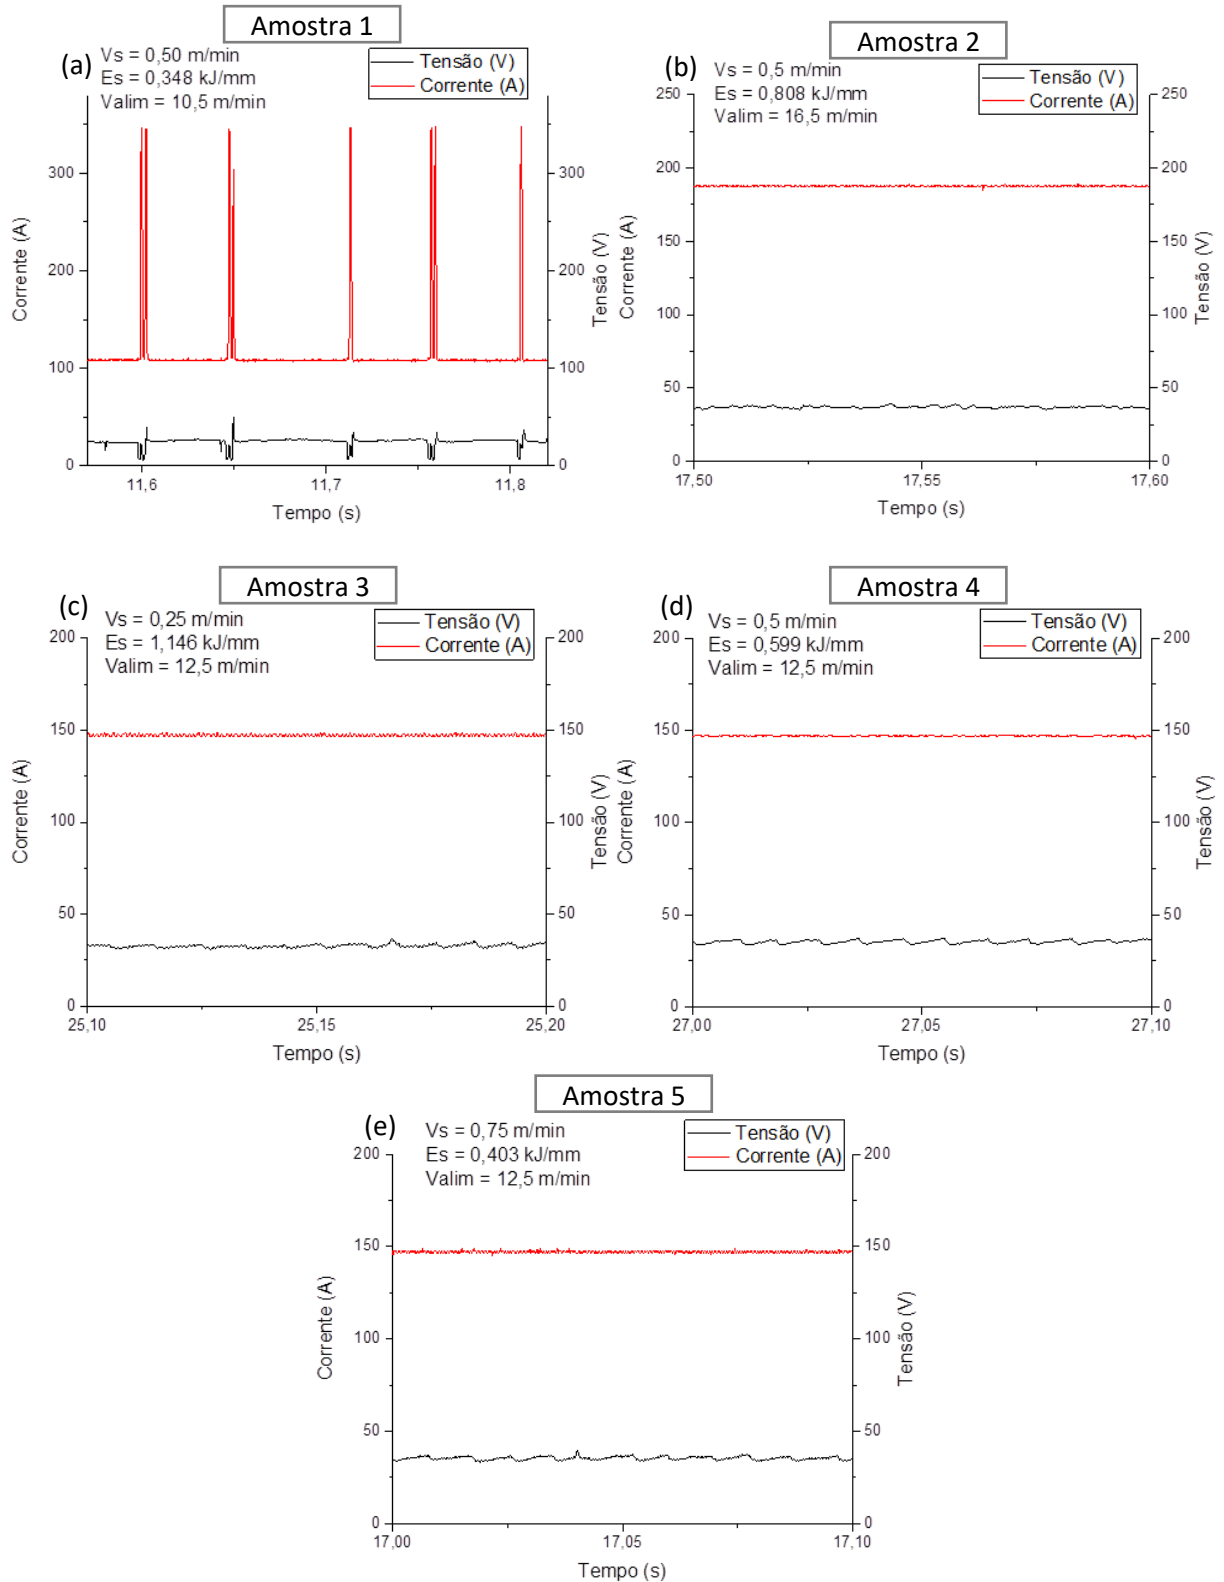 Amostra 1
(a)
Vs = 0,50 m/min
Es = 0,348 kJ/mm
Valim = 10,5 m/min
Tensão (V)
Corrente (A)
300
200
100
0
300
200
100
0
Corrente (A)
Tensão (V)
11,6
11,7
11,8
Tempo (s)
Amostra 2
(b)
Vs = 0,5 m/min
Es = 0,808 kJ/mm
Valim = 16,5 m/min
Tensão (V)
Corrente (A)
250
200
150
100
50
0
250
200
150
100
50
0
Corrente (A)
Tensão (V)
17,50
17,55
17,60
Tempo (s)
Amostra 3
(c)
Vs = 0,25 m/min
Es = 1,146 kJ/mm
Valim = 12,5 m/min
Tensão (V)
Corrente (A)
200
150
100
50
0
200
150
100
50
0
Corrente (A)
Tensão (V)
25,10
25,15
25,20
Tempo (s)
Amostra 4
(d)
Vs = 0,5 m/min
Es = 0,599 kJ/mm
Valim = 12,5 m/min
Tensão (V)
Corrente (A)
200
150
100
50
0
200
150
100
50
0
Corrente (A)
Tensão (V)
27,00
27,05
27,10
Tempo (s)
Amostra 5
(e)
Vs = 0,75 m/min
Es = 0,403 kJ/mm
Valim = 12,5 m/min
Tensão (V)
Corrente (A)
200
150
100
50
0
200
150
100
50
0
Corrente (A)
Tensão (V)
17,00
17,05
17,10
Tempo (s)